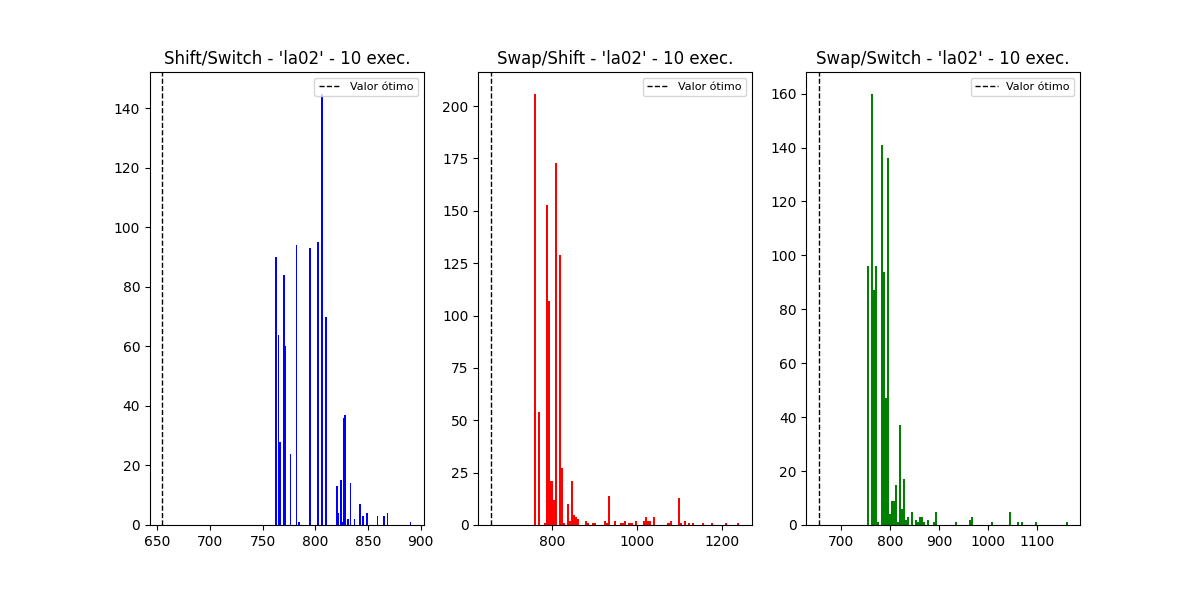 Shift/Switch - 'la02' - 10 exec.
Valor ótimo
140
120
100
80
60
40
20
0
650 700 750 800 850 900
Swap/Shift - 'la02' - 10 exec.
Valor ótimo
200
175
150
125
100
75
50
25
0
800 1000 1200
Swap/Switch - 'la02' - 10 exec.
Valor ótimo
160
140
120
100
80
60
40
20
0
700 800 900 1000 1100